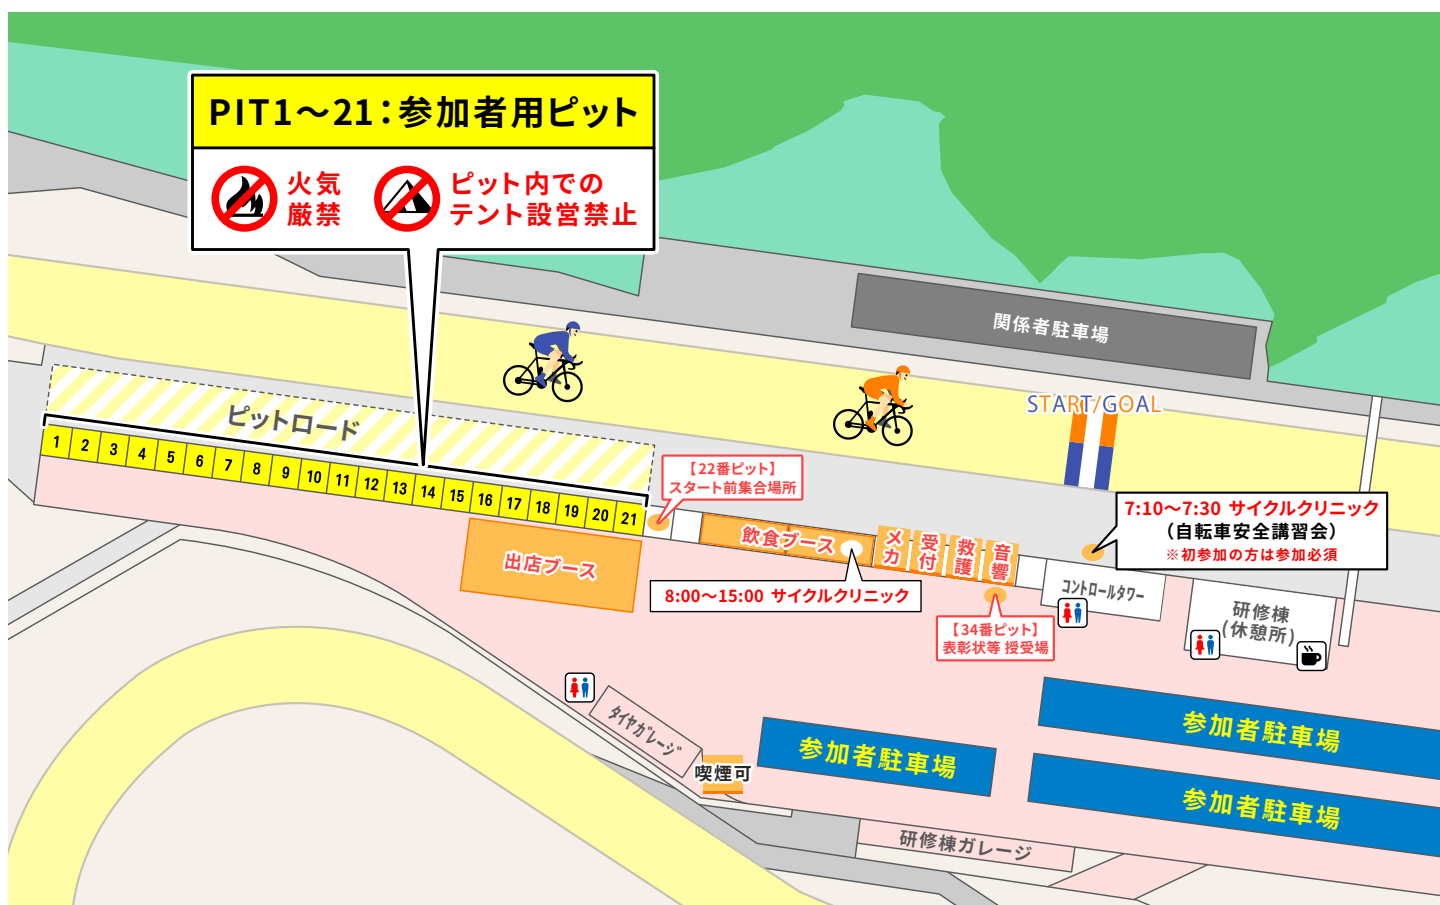 PIT1～21：参加者用ピット
火気
厳禁
ピット内での
テント設営禁止
関係者駐車場
START/GOAL
ピットロード
1 2 3 4 5 6 7 8 9 10 11 12 13 14 15 16 17 18 19 20 21
【22番ピット】
スタート前集合場所
7:10～7:30 サイクルクリニック
（自転車安全講習会）
※初参加の方は参加必須
出店ブース
飲食ブース
メカ
受付
救護
音響
8:00～15:00 サイクルクリニック
【34番ピット】
表彰状等 授受場
コントロールタワー
研修棟
(休憩所)
タイヤガレージ
喫煙可
参加者駐車場
参加者駐車場
参加者駐車場
研修棟ガレージ